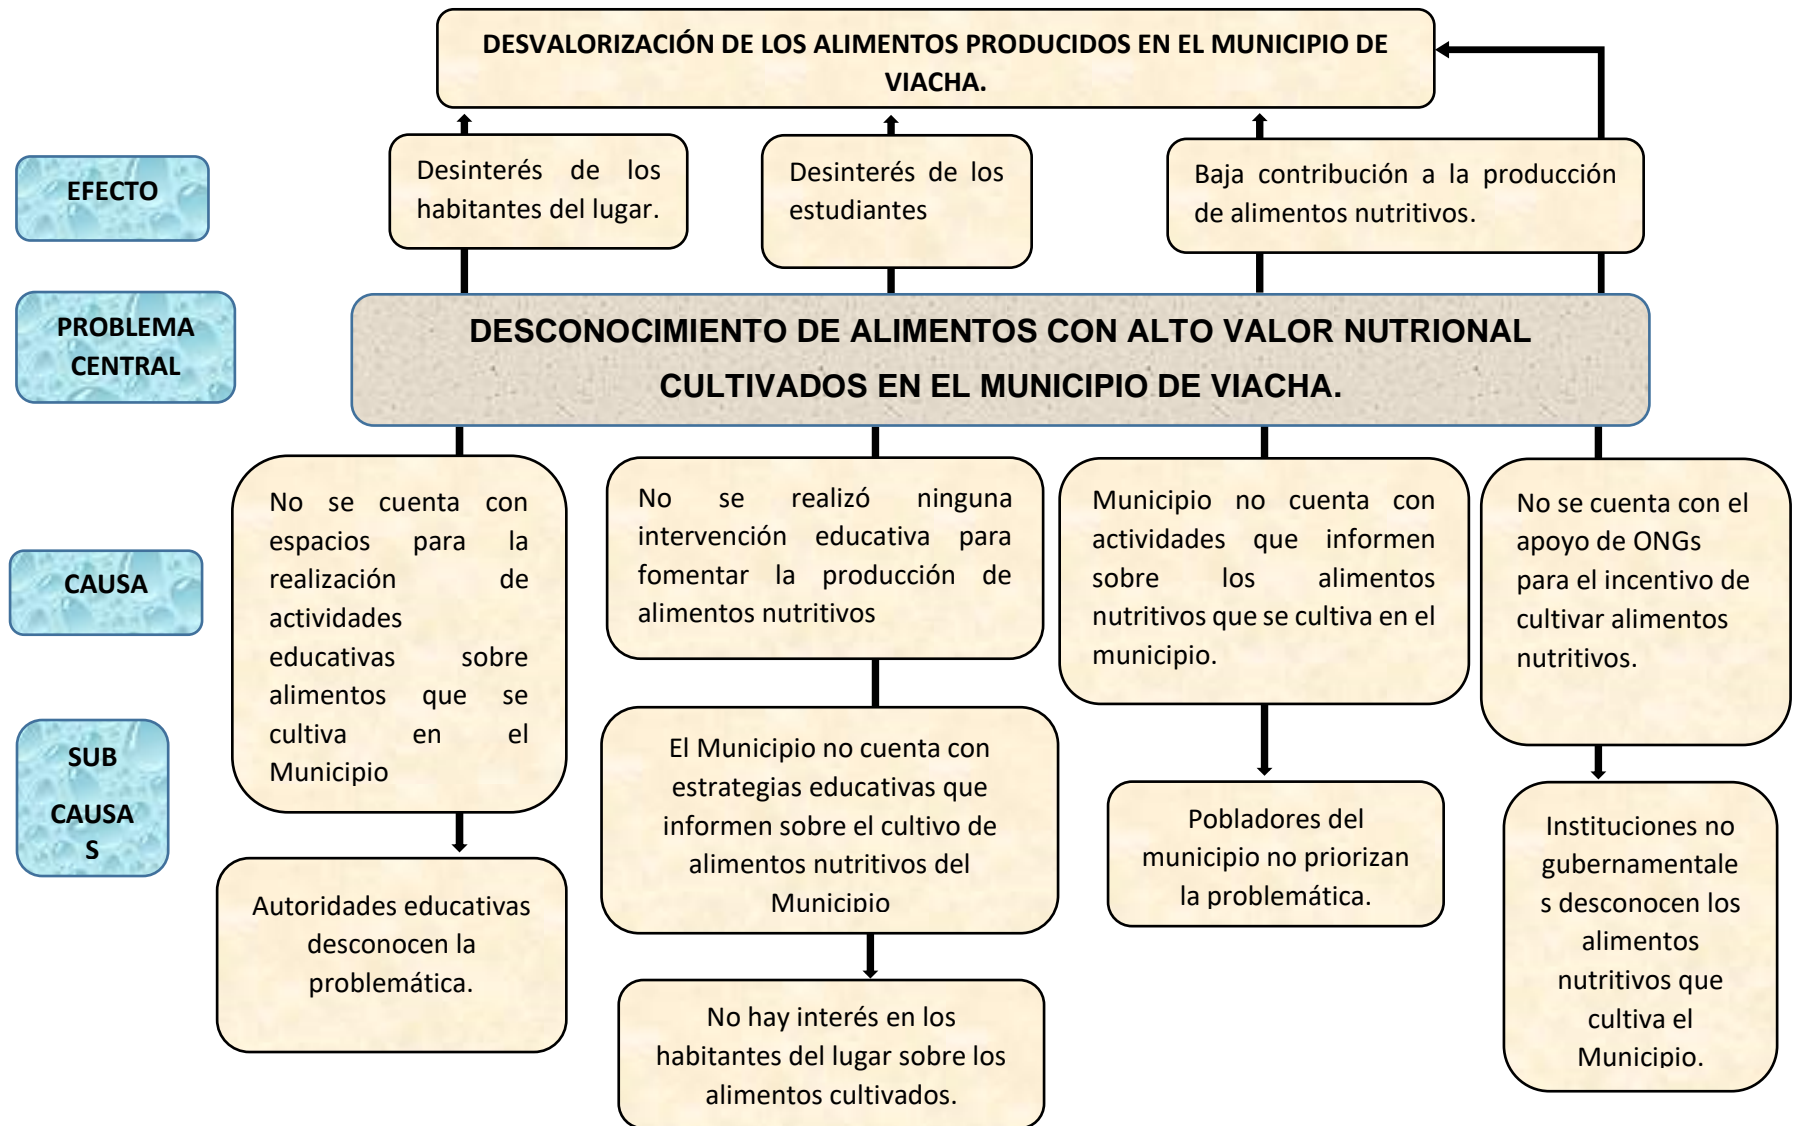 DESVALORIZACIÓN DE LOS ALIMENTOS PRODUCIDOS EN EL MUNICIPIO DE
VIACHA.
EFECTO
Desinterés de los
habitantes del lugar.
Desinterés de los
estudiantes
Baja contribución a la producción
de alimentos nutritivos.
PROBLEMA
CENTRAL
DESCONOCIMIENTO DE ALIMENTOS CON ALTO VALOR NUTRIONAL
CULTIVADOS EN EL MUNICIPIO DE VIACHA.
CAUSA
No se cuenta con
espacios para la
realización de
actividades
educativas sobre
alimentos que se
cultiva en el
Municipio
No se realizó ninguna
intervención educativa para
fomentar la producción de
alimentos nutritivos
Municipio no cuenta con
actividades que informen
sobre los alimentos
nutritivos que se cultiva en el
municipio.
No se cuenta con el
apoyo de ONGs
para el incentivo de
cultivar alimentos
nutritivos.
SUB
CAUSA
S
Autoridades educativas
desconocen la
problemática.
El Municipio no cuenta con
estrategias educativas que
informen sobre el cultivo de
alimentos nutritivos del
Municipio
No hay interés en los
habitantes del lugar sobre los
alimentos cultivados.
Pobladores del
municipio no priorizan
la problemática.
Instituciones no
gubernamentale
s desconocen los
alimentos
nutritivos que
cultiva el
Municipio.